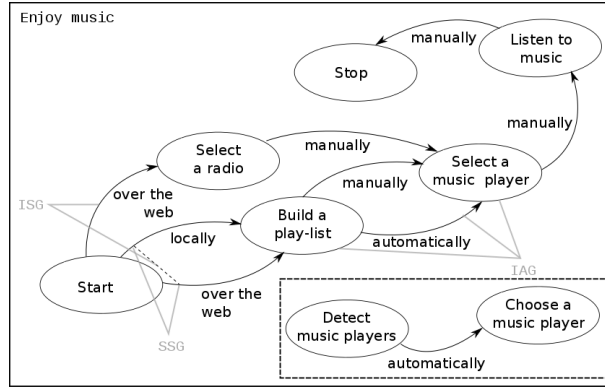 Enjoy music
Listen to
music
manually
Stop
manually
Select
a radio
manually
Select a
music player
manually
over the
web
ISG
Build a
play-list
locally
automatically
Start
over the
web
IAG
SSG
Detect
music players
Choose a
music player
automatically